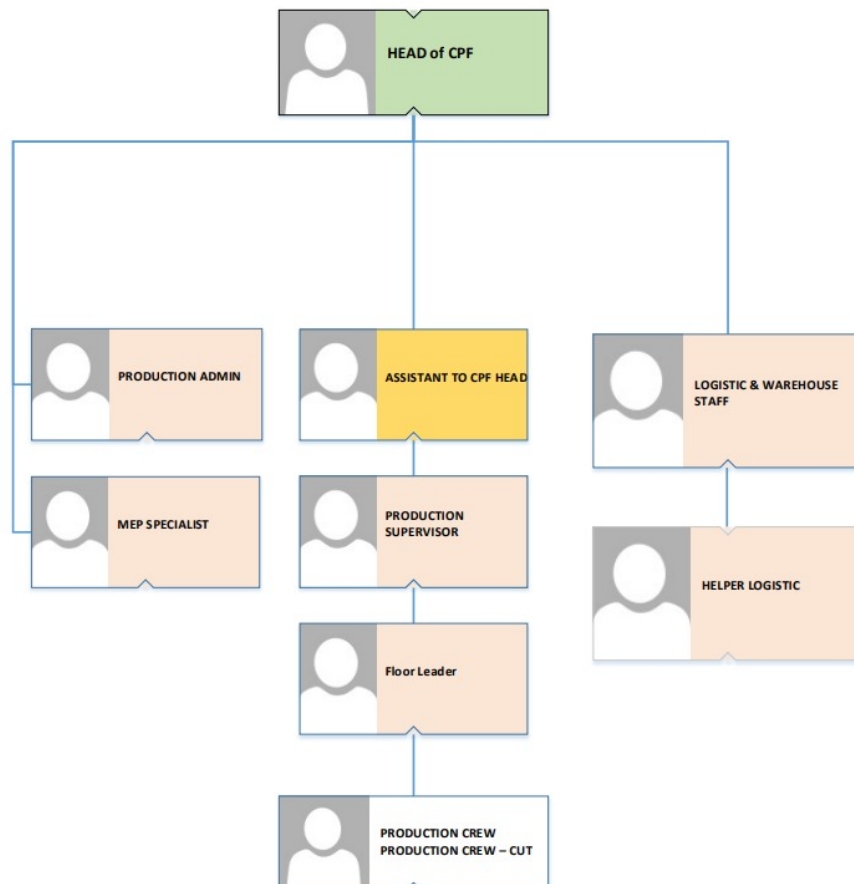 HEAD of CPF
PRODUCTION ADMIN
ASSISTANT TO CPF HEAD
LOGISTIC & WAREHOUSE
STAFF
MEP SPECIALIST
PRODUCTION
SUPERVISOR
HELPER LOGISTIC
Floor Leader
PRODUCTION CREW
PRODUCTION CREW – CUT